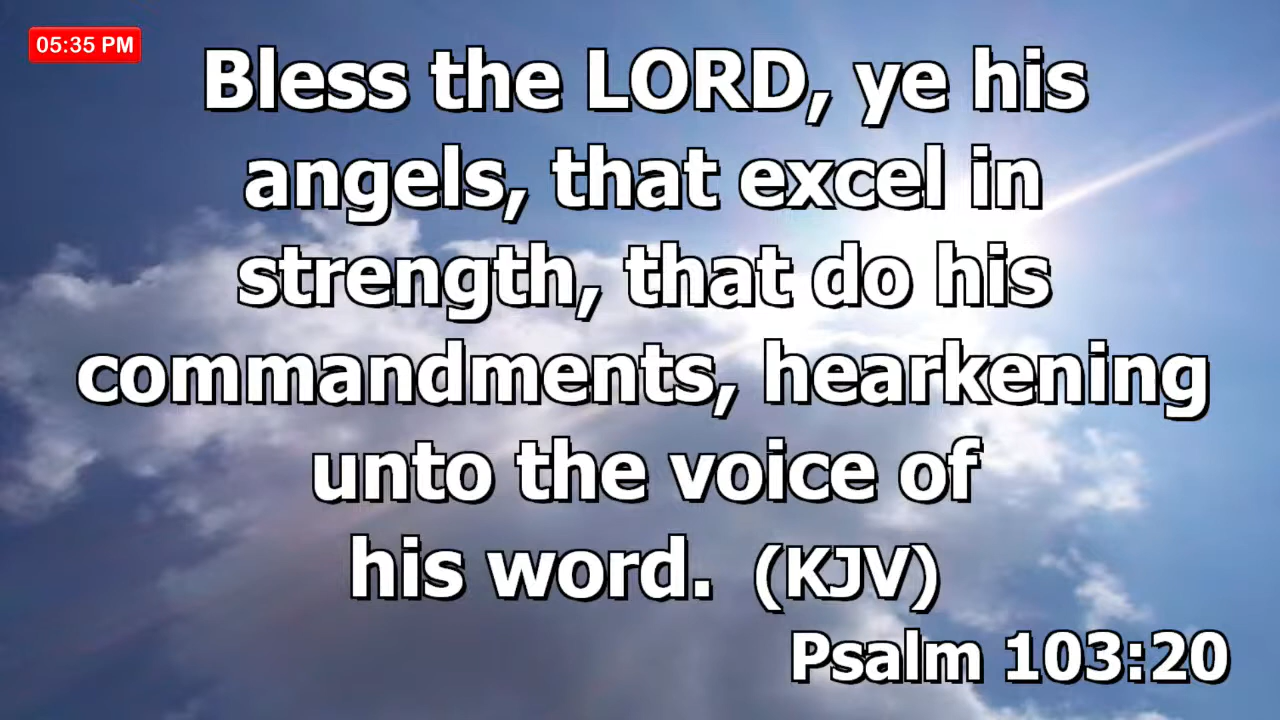 05:35 PM
Bless the LORD, ye his
angels, that excel in
strength, that do his
commandments, hearkening
unto the voice of
his word. (KJV)
Psalm 103:20